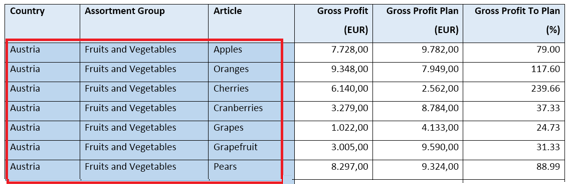 Country Assortment Group Article Gross Profit (EUR) Gross Profit Plan (EUR) Gross Profit To Plan (%)
Austria Fruits and Vegetables Apples 7.728,00 9.782,00 79.00
Austria Fruits and Vegetables Oranges 9.348,00 7.949,00 117.60
Austria Fruits and Vegetables Cherries 6.140,00 2.562,00 239.66
Austria Fruits and Vegetables Cranberries 3.279,00 8.784,00 37.33
Austria Fruits and Vegetables Grapes 1.022,00 4.133,00 24.73
Austria Fruits and Vegetables Grapefruit 3.005,00 9.590,00 31.33
Austria Fruits and Vegetables Pears 8.297,00 9.324,00 88.99